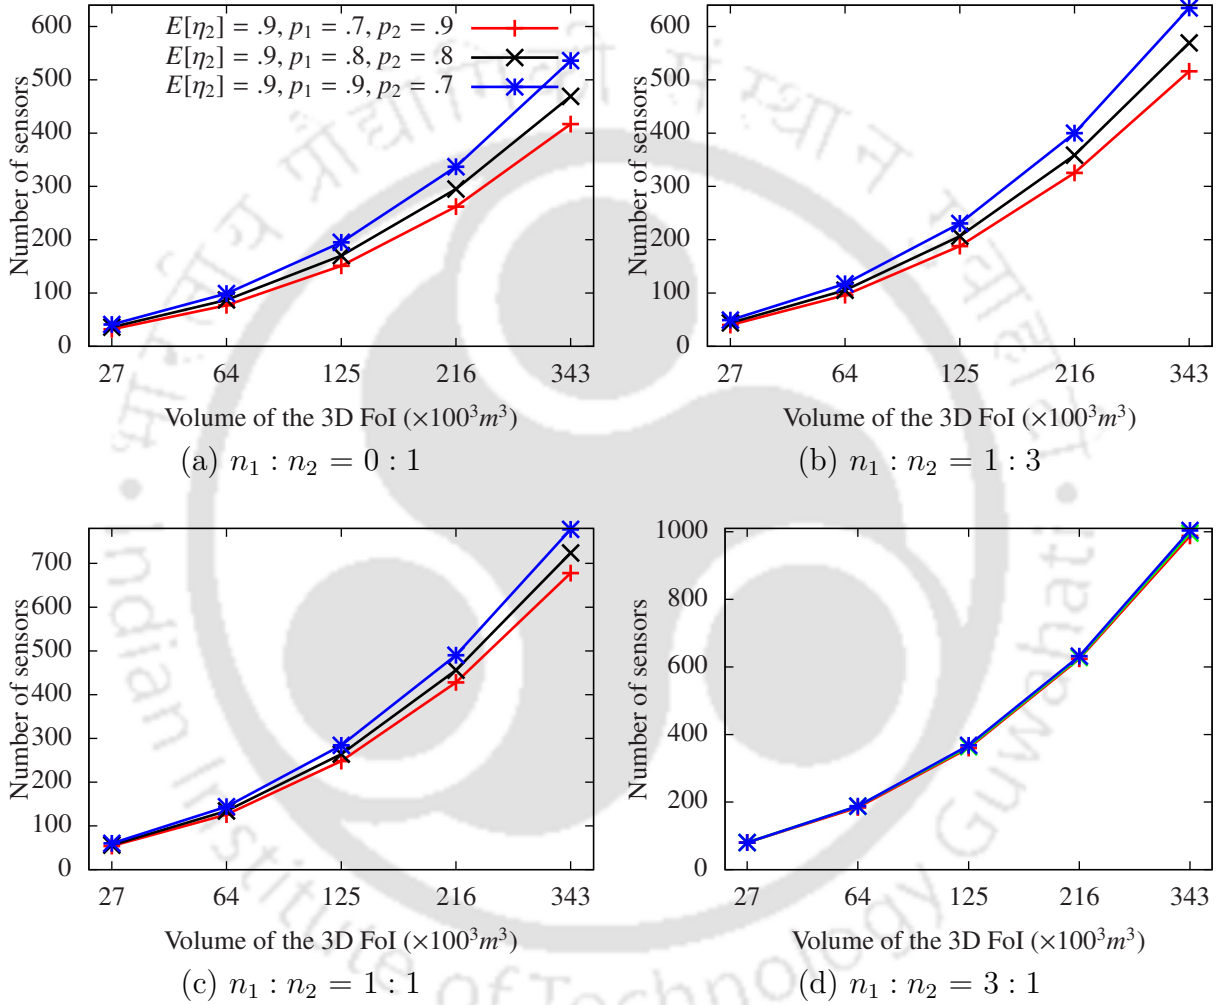 E[η₂] = .9, p₁ = .7, p₂ = .9
E[η₂] = .9, p₁ = .8, p₂ = .8
E[η₂] = .9, p₁ = .9, p₂ = .7
Number of sensors
600
500
400
300
200
100
0
27 64 125 216 343
Volume of the 3D FoI (×100³m³)
(a) n₁ : n₂ = 0 : 1
Number of sensors
600
500
400
300
200
100
0
27 64 125 216 343
Volume of the 3D FoI (×100³m³)
(b) n₁ : n₂ = 1 : 3
Number of sensors
700
600
500
400
300
200
100
0
27 64 125 216 343
Volume of the 3D FoI (×100³m³)
(c) n₁ : n₂ = 1 : 1
Number of sensors
1000
800
600
400
200
0
27 64 125 216 343
Volume of the 3D FoI (×100³m³)
(d) n₁ : n₂ = 3 : 1
Indian Institute of Technology Guwahati